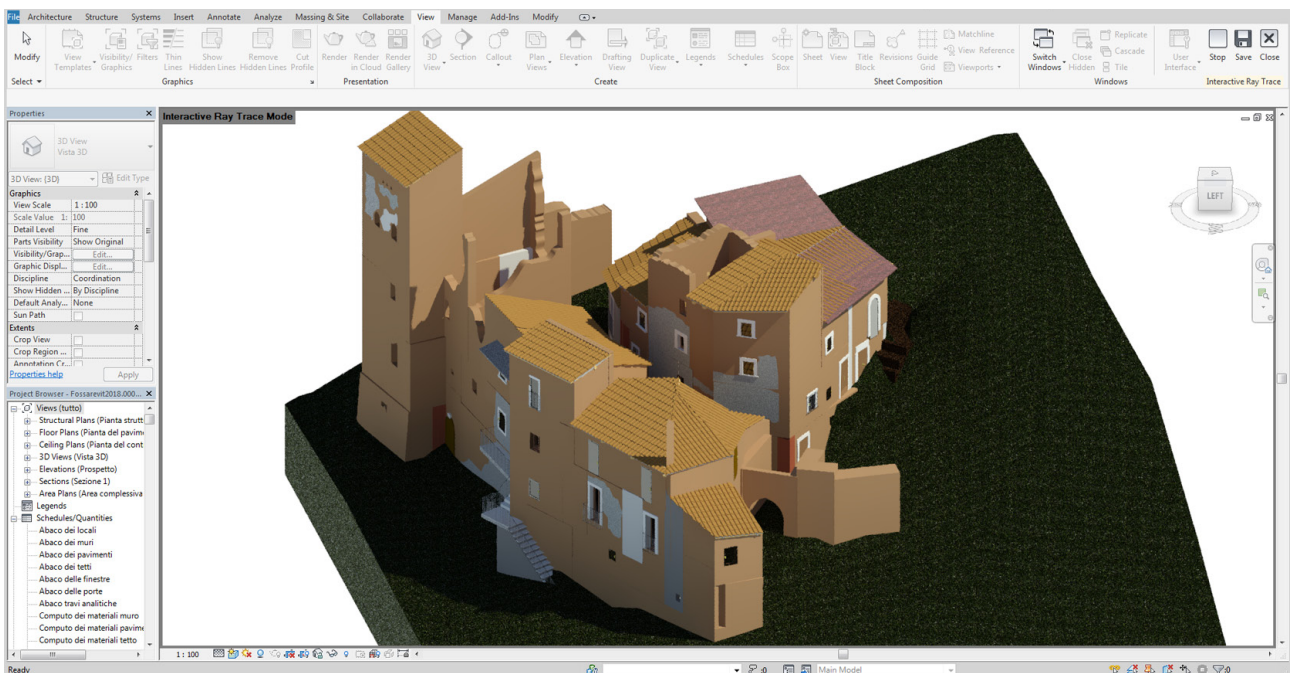 File Architecture Structure Systems Insert Annotate Analyze Massing & Site Collaborate View Manage Add-Ins Modify
Modify
View Templates
Visibility/ Graphics
Filters
Thin Lines
Show Hidden Lines
Remove Hidden Lines
Cut Profile
Render
Render in Cloud
Render Gallery
3D View
Section
Callout
Plan Views
Elevation
Drafting View
Duplicate View
Legends
Schedules
Scope Box
Sheet
View
Title Block
Revisions
Guide Grid
Matchline
View Reference
Viewports
Switch Windows
Close Hidden
Replicate
Cascade
Tile
User Interface
Stop
Save
Close
Select
Graphics
Presentation
Create
Sheet Composition
Windows
Interactive Ray Trace
Properties
3D View
Vista 3D
3D View: {3D}
Edit Type
Graphics
View Scale 1 : 100
Scale Value 1: 100
Detail Level Fine
Parts Visibility Show Original
Visibility/Grap... Edit...
Graphic Displ... Edit...
Discipline Coordination
Show Hidden ... By Discipline
Default Analy... None
Sun Path
Extents
Crop View
Crop Region ...
Annotation Cr...
Properties help Apply
Project Browser - Fossarevit2018.000...
Views (tutto)
Structural Plans (Pianta strutt
Floor Plans (Pianta del pavime
Ceiling Plans (Pianta del cont
3D Views (Vista 3D)
Elevations (Prospetto)
Sections (Sezione 1)
Area Plans (Area complessiva
Legends
Schedules/Quantities
Abaco dei locali
Abaco dei muri
Abaco dei pavimenti
Abaco dei tetti
Abaco delle finestre
Abaco delle porte
Abaco travi analitiche
Computo dei materiali muro
Computo dei materiali pavime
Computo dei materiali tetto
Interactive Ray Trace Mode
LEFT
1 : 100
Ready
:0
Main Model
:0